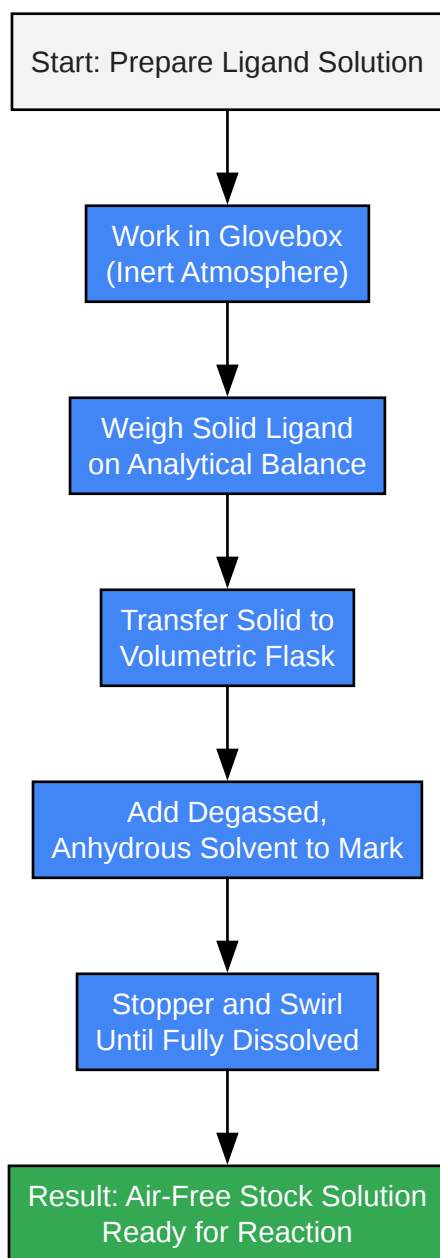 Start: Prepare Ligand Solution
Work in Glovebox
(Inert Atmosphere)
Weigh Solid Ligand
on Analytical Balance
Transfer Solid to
Volumetric Flask
Add Degassed,
Anhydrous Solvent to Mark
Stopper and Swirl
Until Fully Dissolved
Result: Air-Free Stock Solution
Ready for Reaction